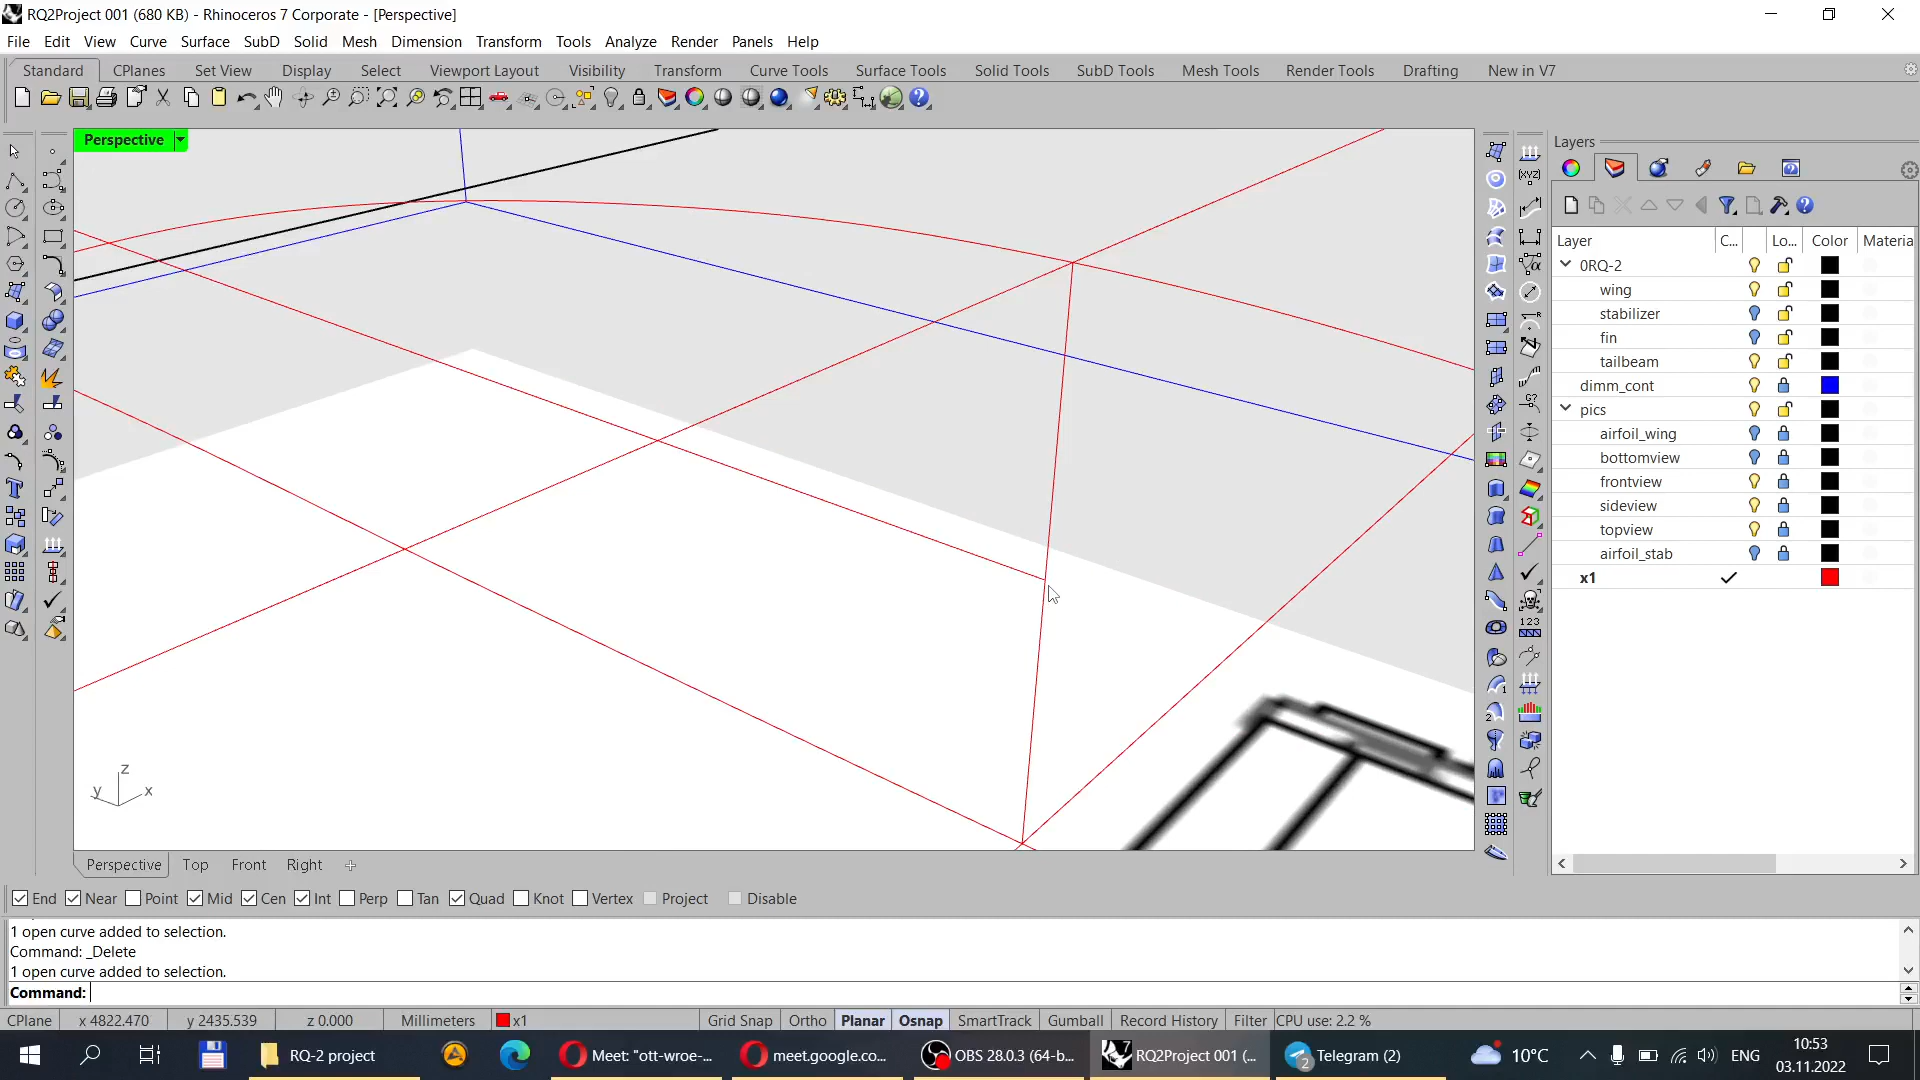 RQ2Project 001 (680 KB) - Rhinoceros 7 Corporate - [Perspective]
File Edit View Curve Surface SubD Solid Mesh Dimension Transform Tools Analyze Render Panels Help
Standard CPlanes Set View Display Select Viewport Layout Visibility Transform Curve Tools Surface Tools Solid Tools SubD Tools Mesh Tools Render Tools Drafting New in V7
Perspective
Layers
Layer C... Lo... Color Materia
0RQ-2
wing
stabilizer
fin
tailbeam
dimm_cont
pics
airfoil_wing
bottomview
frontview
sideview
topview
airfoil_stab
x1
z
y x
Perspective Top Front Right
End Near Point Mid Cen Int Perp Tan Quad Knot Vertex Project Disable
1 open curve added to selection.
Command: _Delete
1 open curve added to selection.
Command:
CPlane x 4822.470 y 2435.539 z 0.000 Millimeters x1 Grid Snap Ortho Planar Osnap SmartTrack Gumball Record History Filter CPU use: 2.2 %
RQ-2 project Meet: "ott-wroe-... meet.google.co... OBS 28.0.3 (64-b... RQ2Project 001 (... Telegram (2) 10°C ENG 10:53
03.11.2022